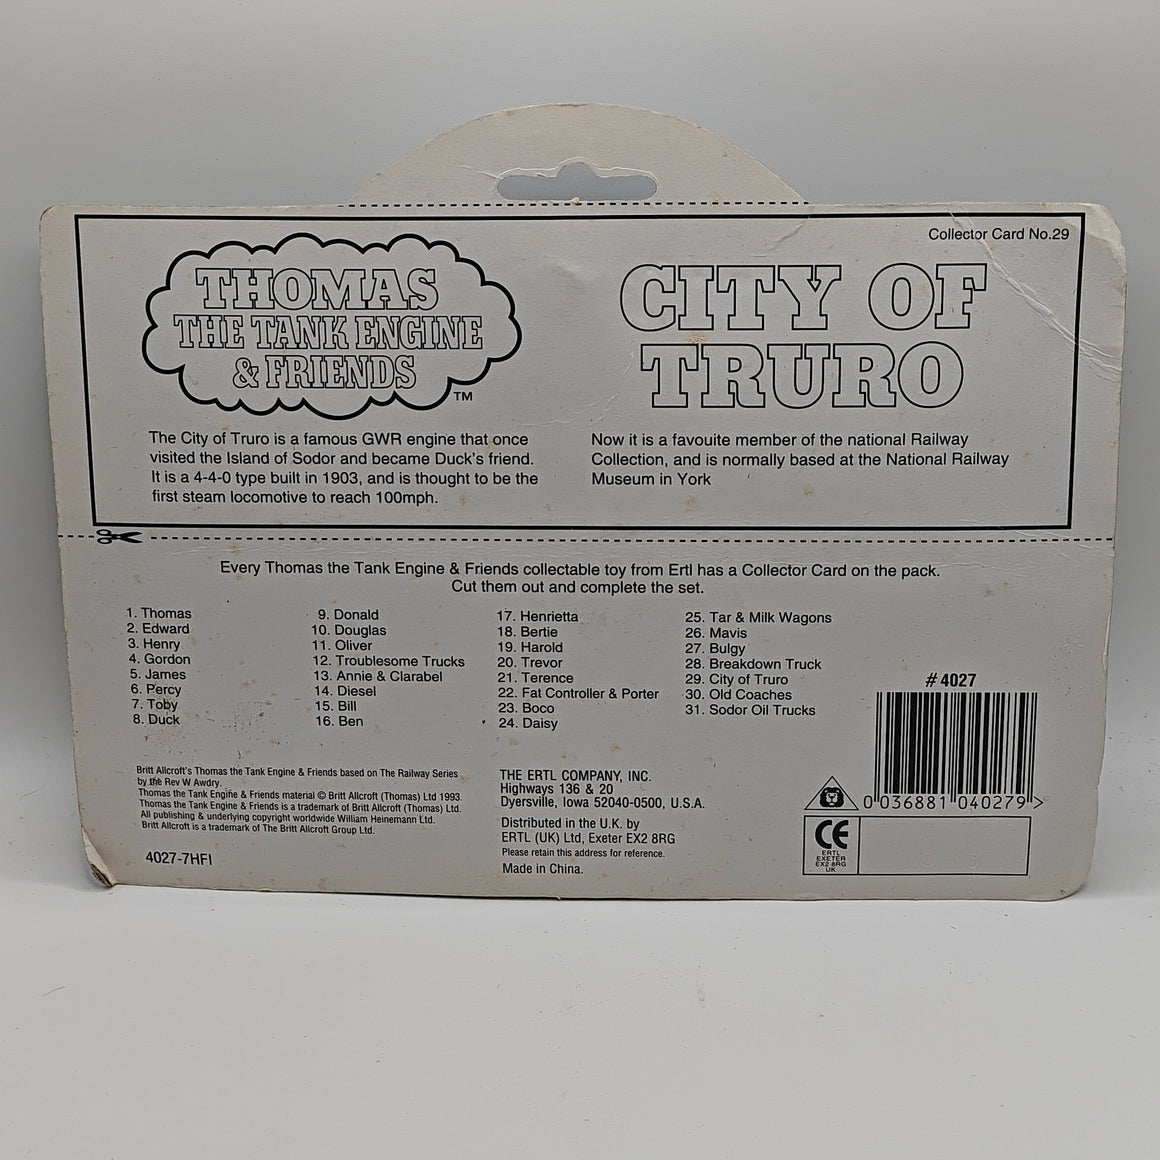 Collector Card No.29
THOMAS
THE TANK ENGINE
& FRIENDS
TM
CITY OF
TRURO
The City of Truro is a famous GWR engine that once
visited the Island of Sodor and became Duck's friend.
It is a 4-4-0 type built in 1903, and is thought to be the
first steam locomotive to reach 100mph.
Now it is a favouite member of the national Railway
Collection, and is normally based at the National Railway
Museum in York
Every Thomas the Tank Engine & Friends collectable toy from Ertl has a Collector Card on the pack.
Cut them out and complete the set.
1. Thomas
2. Edward
3. Henry
4. Gordon
5. James
6. Percy
7. Toby
8. Duck
9. Donald
10. Douglas
11. Oliver
12. Troublesome Trucks
13. Annie & Clarabel
14. Diesel
15. Bill
16. Ben
17. Henrietta
18. Bertie
19. Harold
20. Trevor
21. Terence
22. Fat Controller & Porter
23. Boco
24. Daisy
25. Tar & Milk Wagons
26. Mavis
27. Bulgy
28. Breakdown Truck
29. City of Truro
30. Old Coaches
31. Sodor Oil Trucks
# 4027
0 036881 040279 >
Britt Allcroft's Thomas the Tank Engine & Friends based on The Railway Series
by the Rev W Awdry.
Thomas the Tank Engine & Friends material © Britt Allcroft (Thomas) Ltd 1993.
Thomas the Tank Engine & Friends is a trademark of Britt Allcroft (Thomas) Ltd.
All publishing & underlying copyright worldwide William Heinemann Ltd.
Britt Allcroft is a trademark of The Britt Allcroft Group Ltd.
4027-7HFI
THE ERTL COMPANY, INC.
Highways 136 & 20
Dyersville, Iowa 52040-0500, U.S.A.
Distributed in the U.K. by
ERTL (UK) Ltd, Exeter EX2 8RG
Please retain this address for reference.
Made in China.
CE
ERTL
EXETER
EX2 8RG
UK